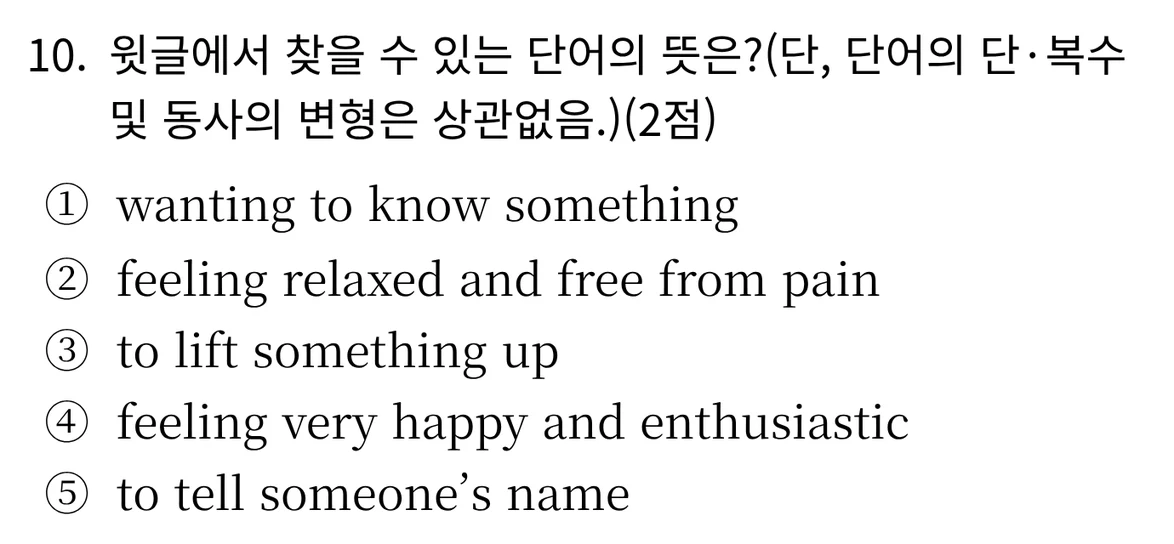 10. 윗글에서 찾을 수 있는 단어의 뜻은?(단, 단어의 단·복수
및 동사의 변형은 상관없음.)(2점)
① wanting to know something
② feeling relaxed and free from pain
③ to lift something up
④ feeling very happy and enthusiastic
⑤ to tell someone’s name